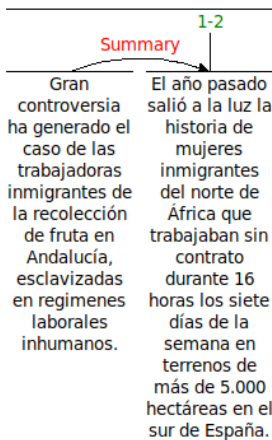 1-2
Summary
Gran
controversia
ha generado el
caso de las
trabajadoras
inmigrantes de
la recolección
de fruta en
Andalucía,
esclavizadas
en regimenes
laborales
inhumanos.
El año pasado
salió a la luz la
historia de
mujeres
inmigrantes
del norte de
África que
trabajaban sin
contrato
durante 16
horas los siete
días de la
semana en
terrenos de
más de 5.000
hectáreas en el
sur de España.